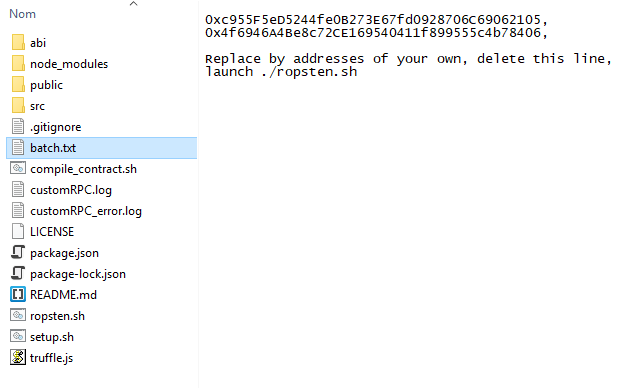 Nom
abi
node_modules
public
src
.gitignore
batch.txt
compile_contract.sh
customRPC.log
customRPC_error.log
LICENSE
package.json
package-lock.json
README.md
ropsten.sh
setup.sh
truffle.js
0xc955F5eD5244fe0B273E67fd0928706C69062105,
0x4f6946A4Be8c72CE169540411f899555c4b78406,
Replace by addresses of your own, delete this line,
launch ./ropsten.sh